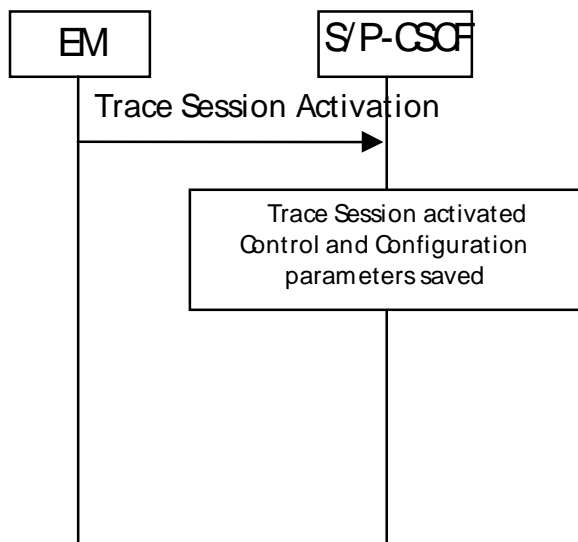 EM
S/P-CSCF
Trace Session Activation
Trace Session activated
Control and Configuration
parameters saved